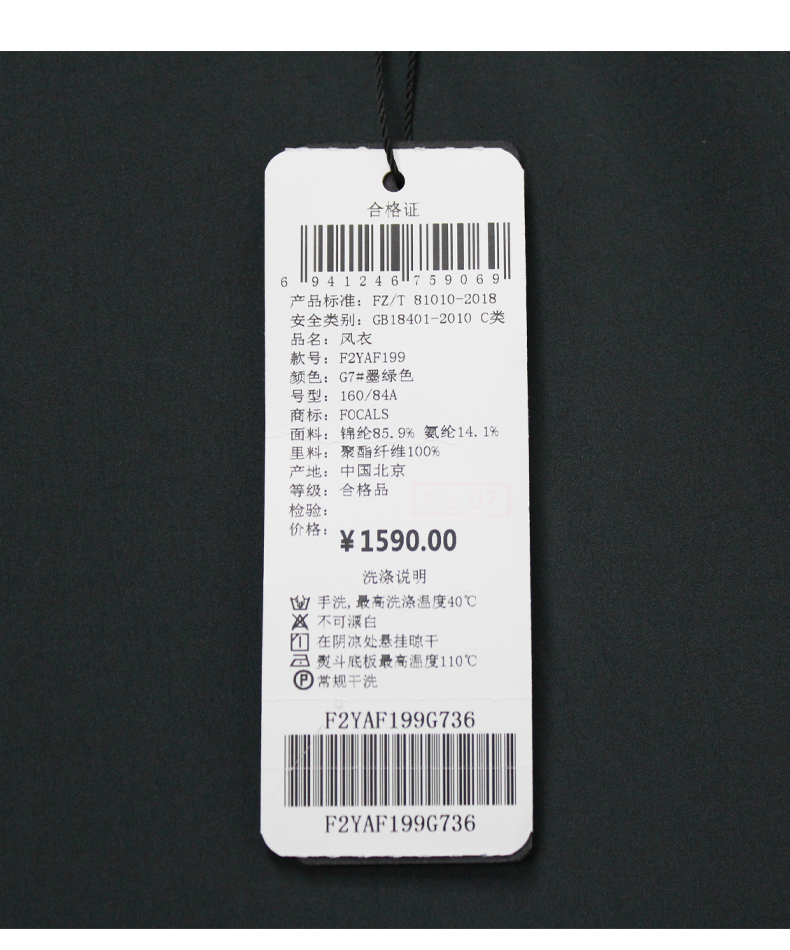 合格证
6 941246 759069
产品标准: FZ/T 81010-2018
安全类别: GB18401-2010 C类
品名: 风衣
款号: F2YAF199
颜色: G7#墨绿色
号型: 160/84A
商标: FOCALS
面料: 锦纶85.9% 氨纶14.1%
里料: 聚酯纤维100%
产地: 中国北京
等级: 合格品
检验:
价格: ¥1590.00
洗涤说明
手洗,最高洗涤温度40℃
不可漂白
在阴凉处悬挂晾干
熨斗底板最高温度110℃
P 常规干洗
F2YAF199G736
F2YAF199G736